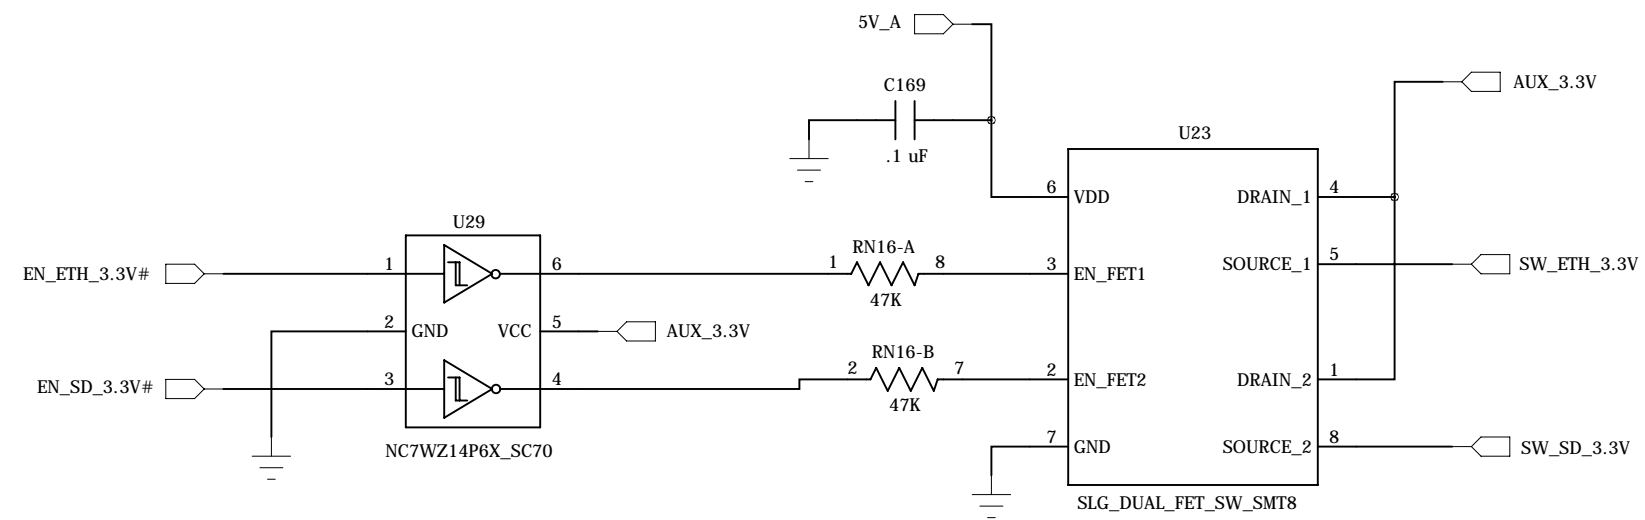 5V_A
C169
.1 uF
AUX_3.3V
U23
6 VDD
DRAIN_1 4
U29
EN_ETH_3.3V#
1
6
RN16-A
1 8
47K
3 EN_FET1
SOURCE_1 5
SW_ETH_3.3V
2 GND
VCC 5
AUX_3.3V
EN_SD_3.3V#
3
4
RN16-B
2 7
47K
2 EN_FET2
DRAIN_2 1
NC7WZ14P6X_SC70
7 GND
SOURCE_2 8
SW_SD_3.3V
SLG_DUAL_FET_SW_SMT8